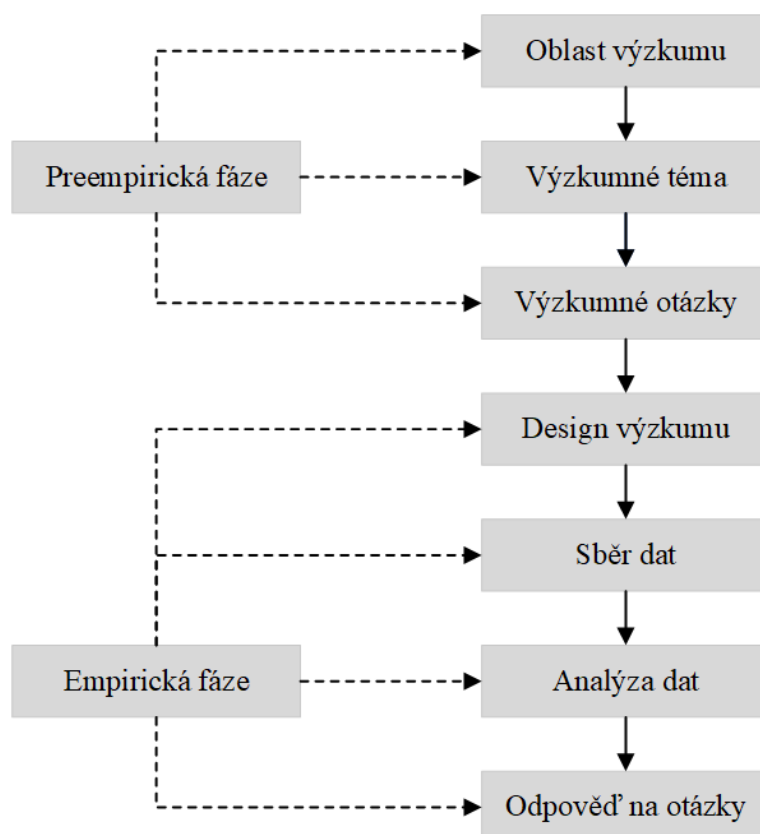 Oblast výzkumu
Preempirická fáze
Výzkumné téma
Výzkumné otázky
Design výzkumu
Sběr dat
Empirická fáze
Analýza dat
Odpověď na otázky